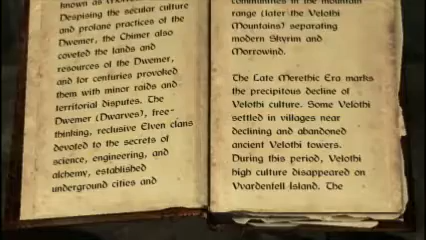 known as
Despising the secular culture
and profane practices of the
Dwemer, the Chimer also
coveted the lands and
resources of the Dwemer,
and for centuries provoked
them with minor raids and
territorial disputes. The
Dwemer (Dwarves), free-
thinking, reclusive Elven clans
devoted to the secrets of
science, engineering, and
alchemy, established
underground cities and
communities in the mountain
range (later the Velothi
Mountains) separating
modern Skyrim and
Morrowind.
The Late Merethic Era marks
the precipitous decline of
Velothi culture. Some Velothi
settled in villages near
declining and abandoned
ancient Velothi towers.
During this period, Velothi
high culture disappeared on
Vvardenfell Island. The